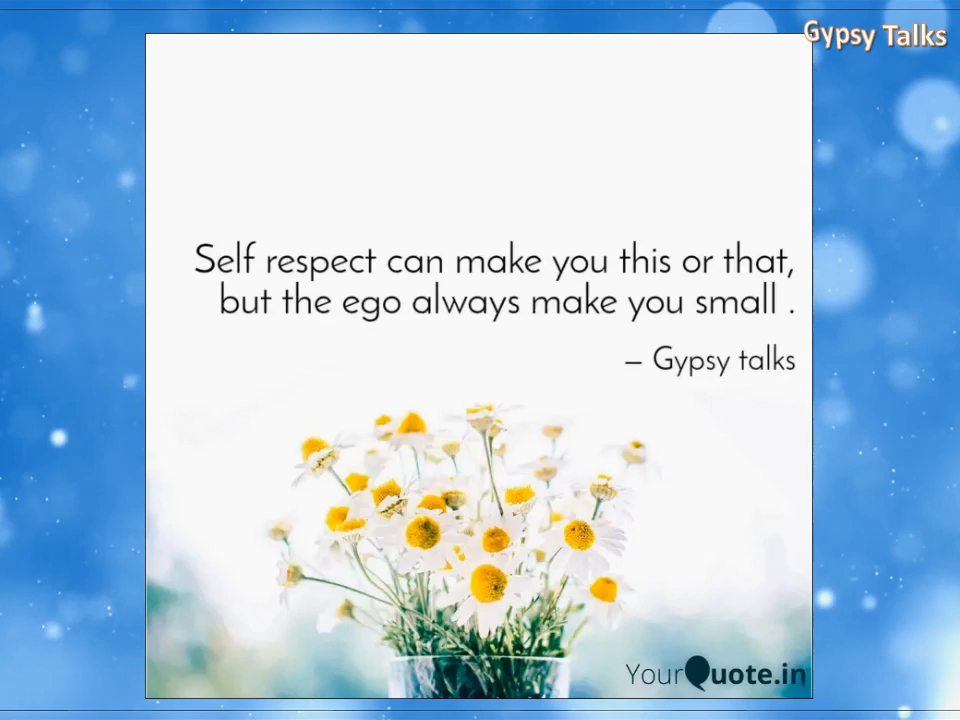 Gypsy Talks
Self respect can make you this or that,
but the ego always make you small .
– Gypsy talks
YourQuote.in